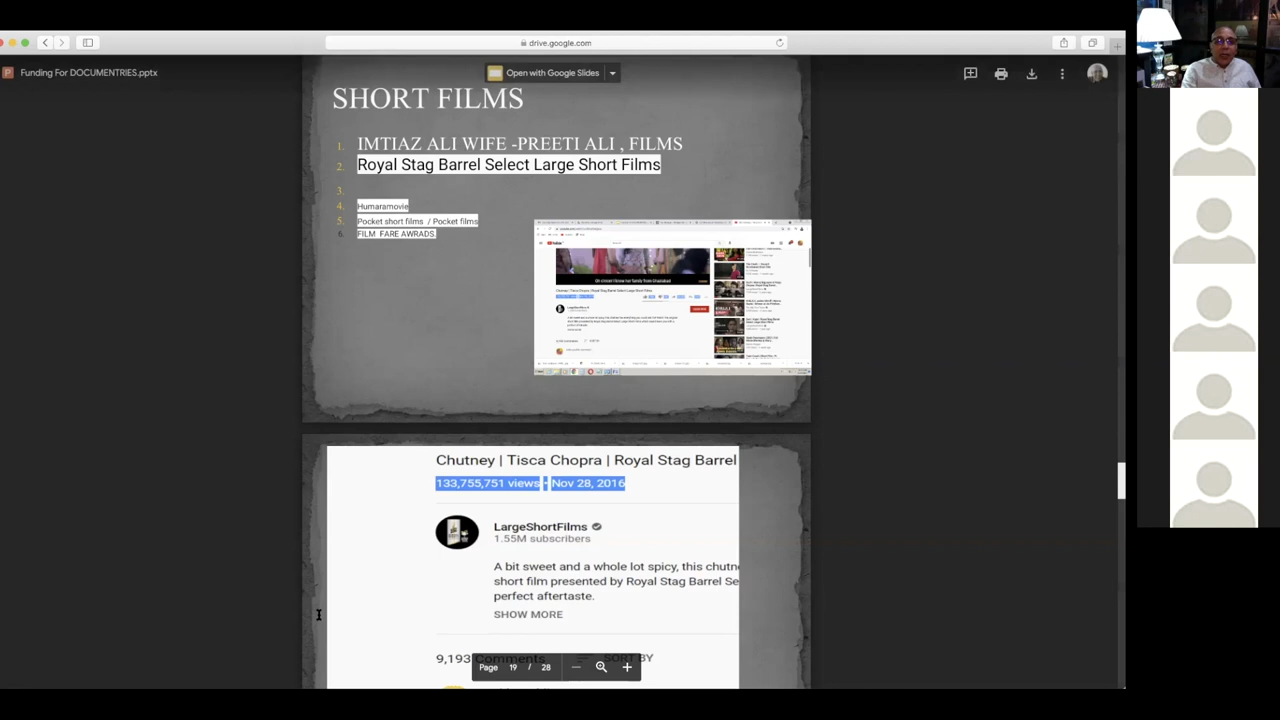 drive.google.com
Funding For DOCUMENTRIES.pptx
Open with Google Slides
SHORT FILMS
1. IMTIAZ ALI WIFE -PREETI ALI , FILMS
2. Royal Stag Barrel Select Large Short Films
3.
4. Humaramovie
5. Pocket short films / Pocket films
6. FILM FARE AWRADS.
Chutney | Tisca Chopra | Royal Stag Barrel
133,755,751 views • Nov 28, 2016
LargeShortFilms
1.55M subscribers
A bit sweet and a whole lot spicy, this chutne
short film presented by Royal Stag Barrel Se
perfect aftertaste.
SHOW MORE
9,193 Comments SORT BY
Page 19 / 28